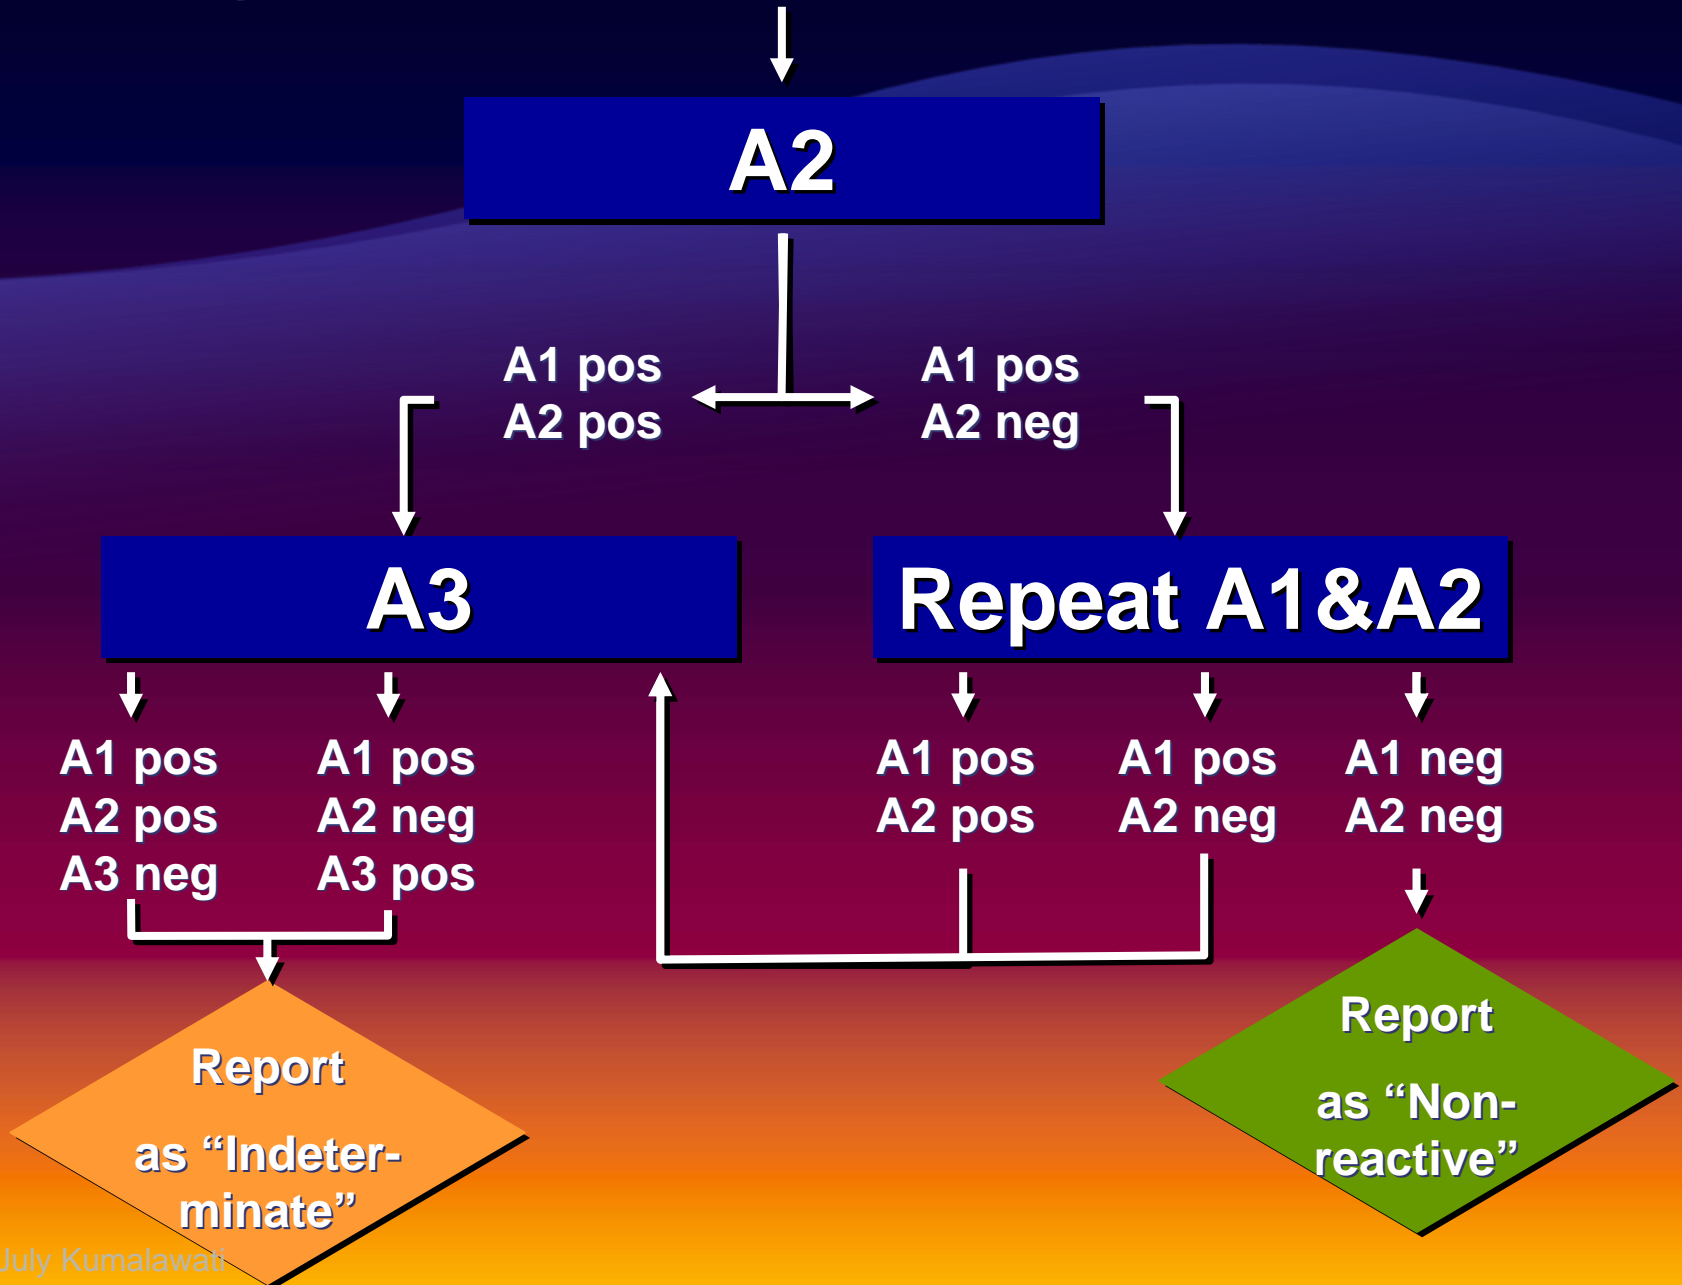 A2
A1 pos
A2 pos
A1 pos
A2 neg
A3
Repeat A1&A2
A1 pos
A2 pos
A3 neg
A1 pos
A2 neg
A3 pos
A1 pos
A2 pos
A1 pos
A2 neg
A1 neg
A2 neg
Report
as “Indeter-
minate”
Report
as “Non-
reactive”
July Kumalawati